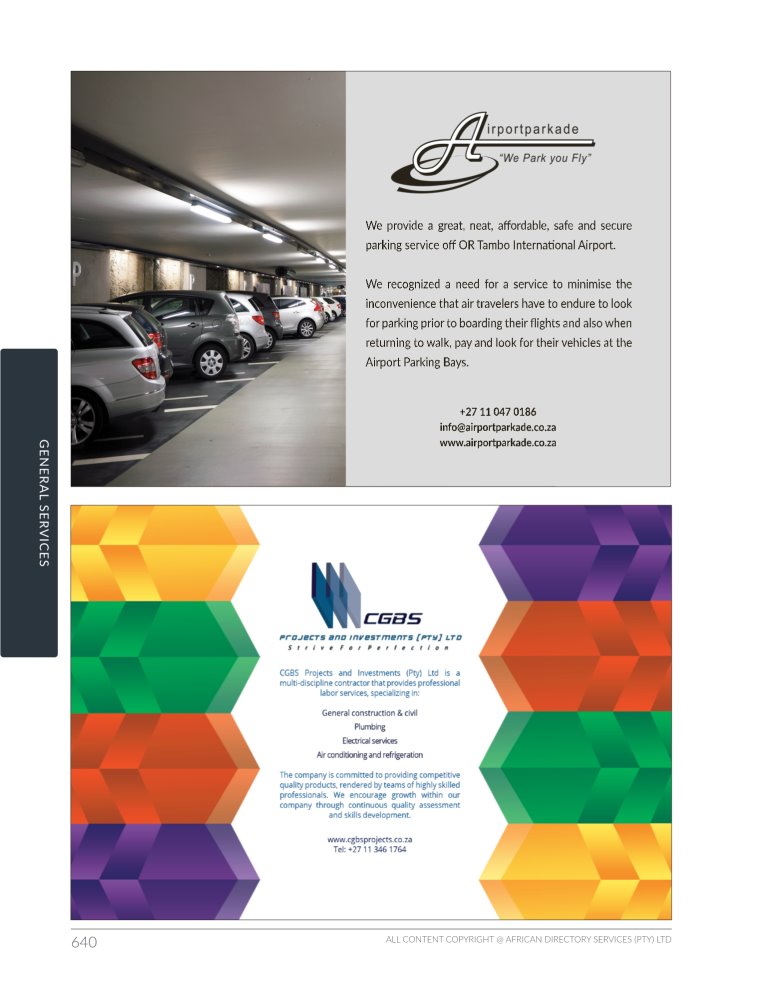 Airportparkade
"We Park you Fly"
We provide a great, neat, affordable, safe and secure
parking service off OR Tambo International Airport.
We recognized a need for a service to minimise the
inconvenience that air travelers have to endure to look
for parking prior to boarding their flights and also when
returning to walk, pay and look for their vehicles at the
Airport Parking Bays.
+27 11 047 0186
info@airportparkade.co.za
www.airportparkade.co.za
P
GENERAL SERVICES
CGBS
PROJECTS AND INVESTMENTS (PTY) LTD
Strive For Perfection
CGBS Projects and Investments (Pty) Ltd is a
multi-discipline contractor that provides professional
labor services, specializing in:
General construction & civil
Plumbing
Electrical services
Air conditioning and refrigeration
The company is committed to providing competitive
quality products, rendered by teams of highly skilled
professionals. We encourage growth within our
company through continuous quality assessment
and skills development.
www.cgbsprojects.co.za
Tel: +27 11 346 1764
640
ALL CONTENT COPYRIGHT @ AFRICAN DIRECTORY SERVICES (PTY) LTD